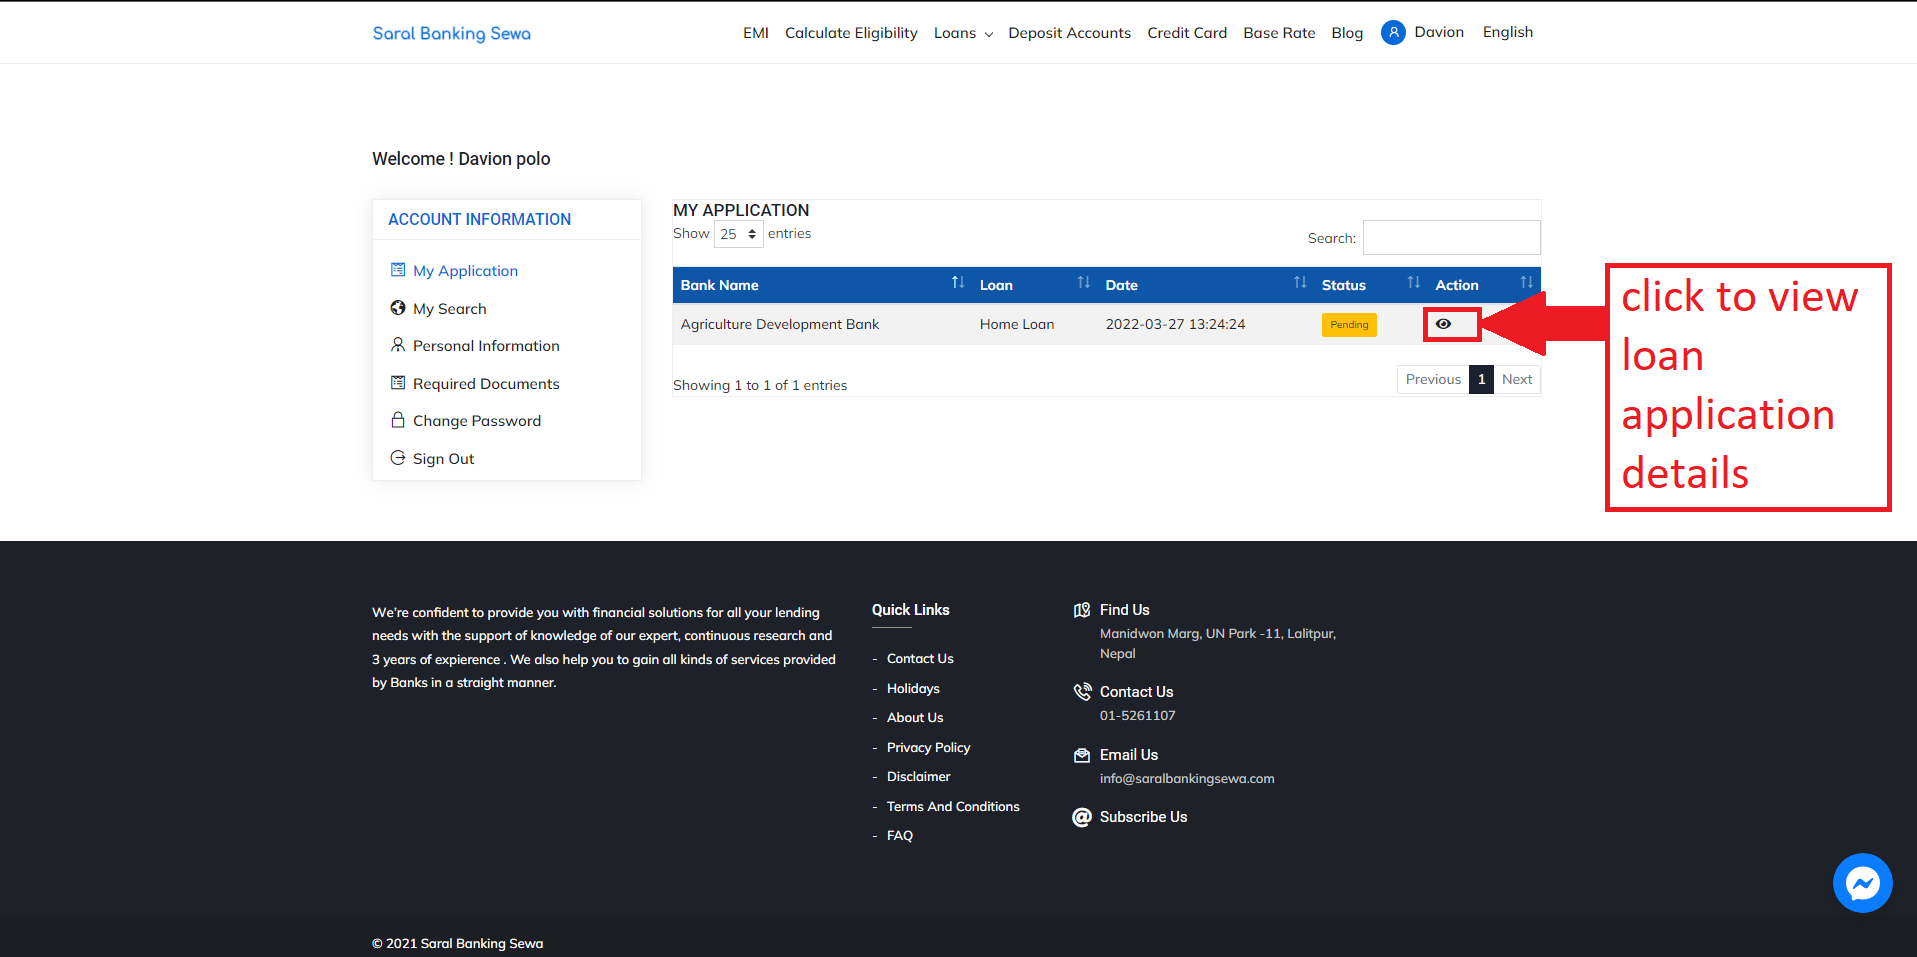 Saral Banking Sewa
EMI Calculate Eligibility Loans Deposit Accounts Credit Card Base Rate Blog Davion English
Welcome ! Davion polo
ACCOUNT INFORMATION
My Application
My Search
Personal Information
Required Documents
Change Password
Sign Out
MY APPLICATION
Show 25 entries
Search:
Bank Name Loan Date Status Action
Agriculture Development Bank Home Loan 2022-03-27 13:24:24 Pending
Showing 1 to 1 of 1 entries
Previous 1 Next
click to view
loan
application
details
We're confident to provide you with financial solutions for all your lending
needs with the support of knowledge of our expert, continuous research and
3 years of expierence . We also help you to gain all kinds of services provided
by Banks in a straight manner.
Quick Links
- Contact Us
- Holidays
- About Us
- Privacy Policy
- Disclaimer
- Terms And Conditions
- FAQ
Find Us
Manidwon Marg, UN Park -11, Lalitpur,
Nepal
Contact Us
01-5261107
Email Us
info@saralbankingsewa.com
Subscribe Us
© 2021 Saral Banking Sewa